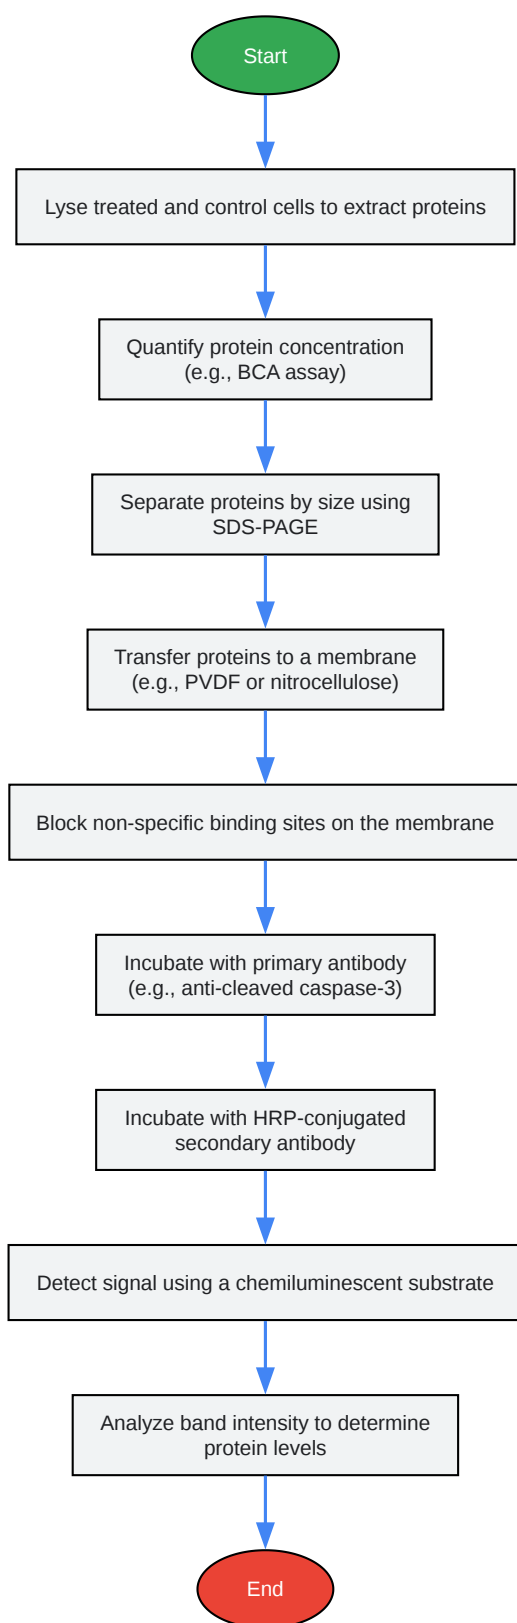 Start
Lyse treated and control cells to extract proteins
Quantify protein concentration
(e.g., BCA assay)
Separate proteins by size using
SDS-PAGE
Transfer proteins to a membrane
(e.g., PVDF or nitrocellulose)
Block non-specific binding sites on the membrane
Incubate with primary antibody
(e.g., anti-cleaved caspase-3)
Incubate with HRP-conjugated
secondary antibody
Detect signal using a chemiluminescent substrate
Analyze band intensity to determine
protein levels
End